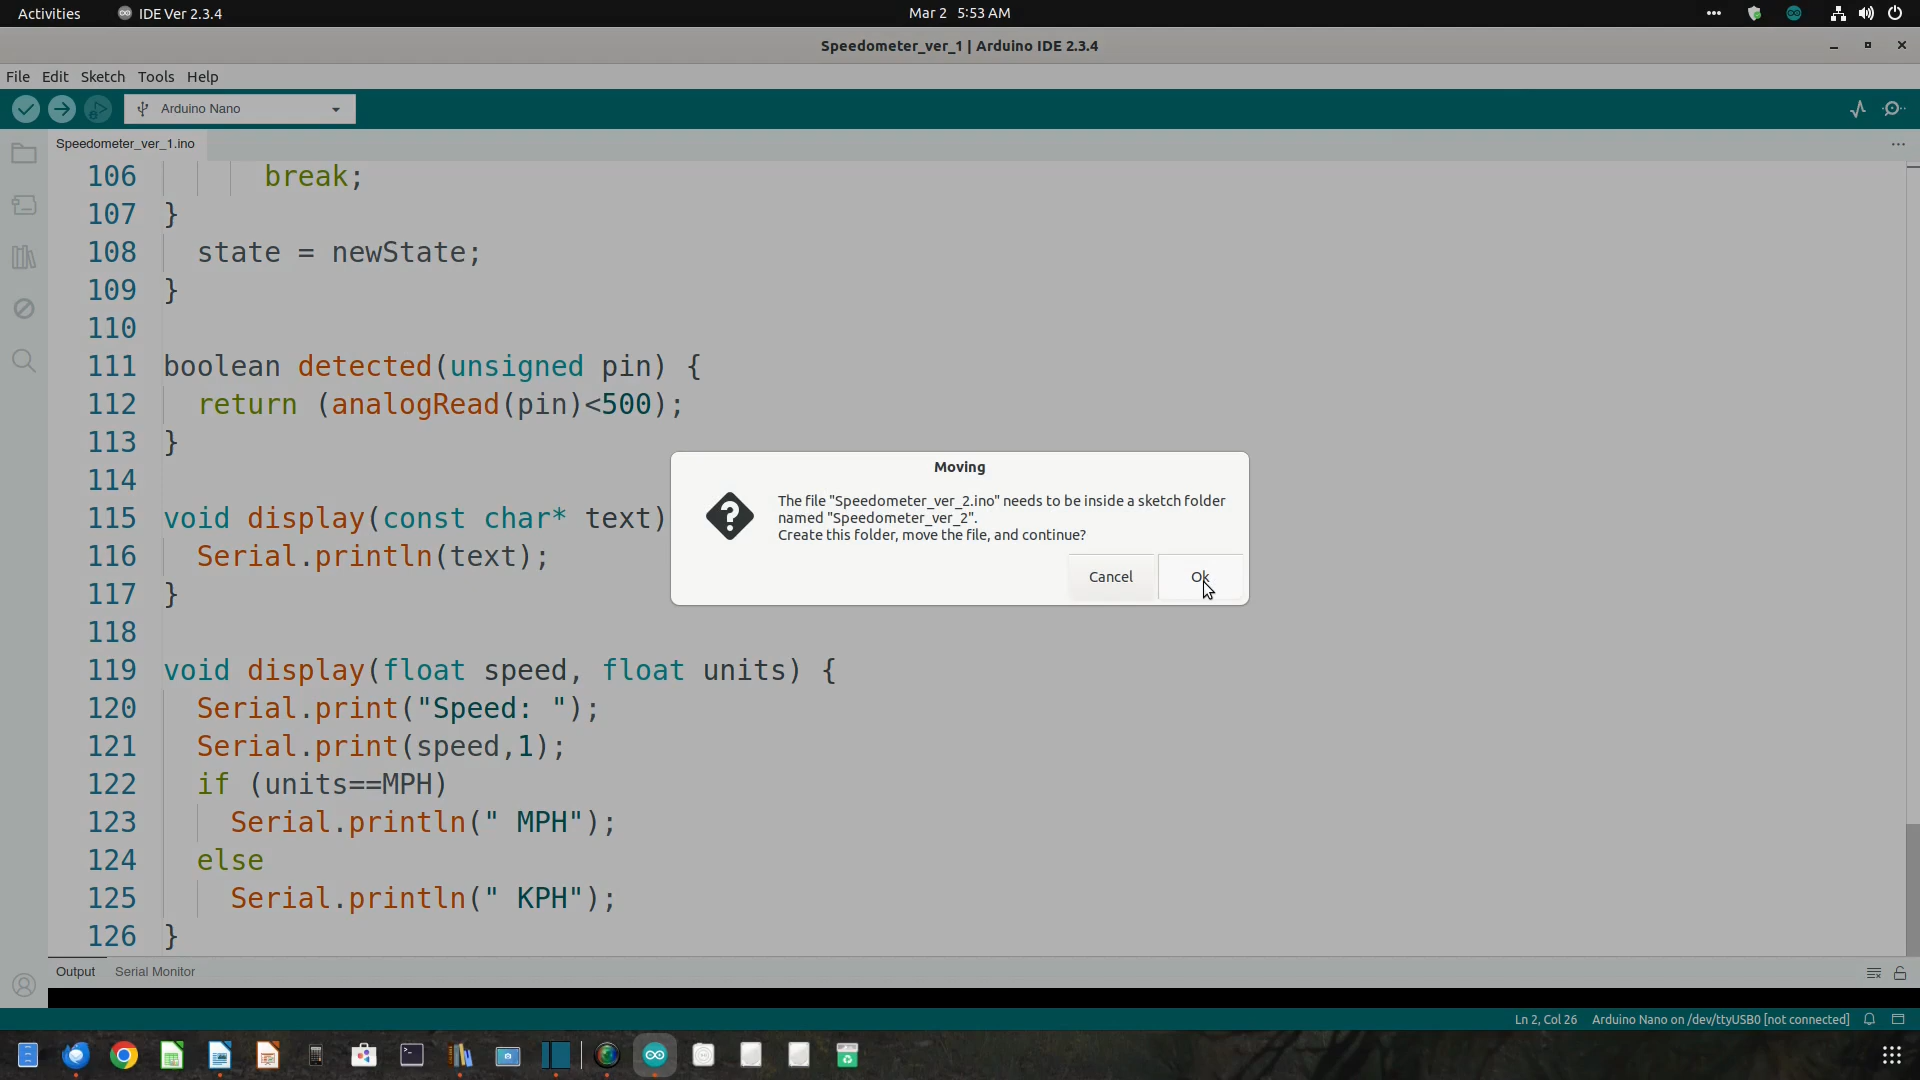 Activities
IDE Ver 2.3.4
Mar 2 5:53 AM
Speedometer_ver_1 | Arduino IDE 2.3.4
File Edit Sketch Tools Help
Arduino Nano
Speedometer_ver_1.ino
106 break;
107 }
108 state = newState;
109 }
110
111 boolean detected(unsigned pin) {
112 return (analogRead(pin)<500);
113 }
114
115 void display(const char* text)
116 Serial.println(text);
117 }
118
119 void display(float speed, float units) {
120 Serial.print("Speed: ");
121 Serial.print(speed,1);
122 if (units==MPH)
123 Serial.println(" MPH");
124 else
125 Serial.println(" KPH");
126 }
Moving
The file "Speedometer_ver_2.ino" needs to be inside a sketch folder
named "Speedometer_ver_2".
Create this folder, move the file, and continue?
Cancel
Ok
Output
Serial Monitor
Ln 2, Col 26 Arduino Nano on /dev/ttyUSB0 [not connected]